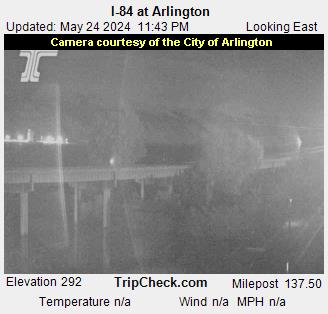 I-84 at Arlington
Updated: May 24 2024 11:43 PM Looking East
Camera courtesy of the City of Arlington
Elevation 292 TripCheck.com Milepost 137.50
Temperature n/a Wind n/a MPH n/a